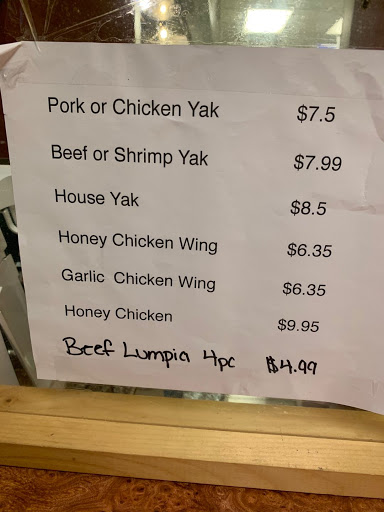 Pork or Chicken Yak $7.5
Beef or Shrimp Yak $7.99
House Yak $8.5
Honey Chicken Wing $6.35
Garlic Chicken Wing $6.35
Honey Chicken $9.95
Beef Lumpia 4pc $4.99